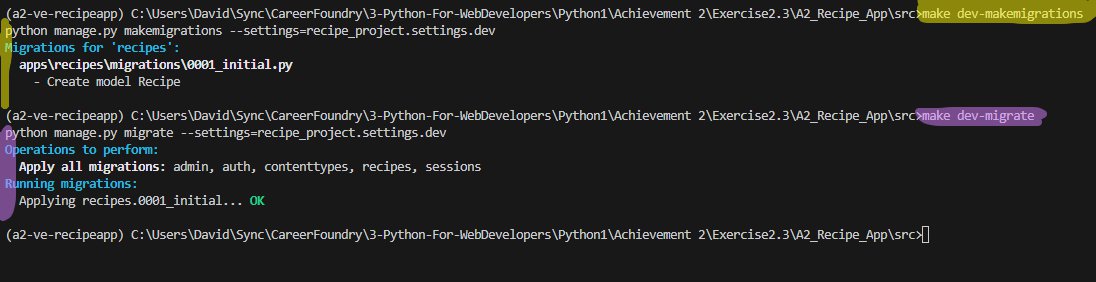 (a2-ve-recipeapp) C:\Users\David\Sync\CareerFoundry\3-Python-For-WebDevelopers\Python1\Achievement 2\Exercise2.3\A2_Recipe_App\src>make dev-makemigrations
python manage.py makemigrations --settings=recipe_project.settings.dev
Migrations for 'recipes':
  apps\recipes\migrations\0001_initial.py
    - Create model Recipe
(a2-ve-recipeapp) C:\Users\David\Sync\CareerFoundry\3-Python-For-WebDevelopers\Python1\Achievement 2\Exercise2.3\A2_Recipe_App\src>make dev-migrate
python manage.py migrate --settings=recipe_project.settings.dev
Operations to perform:
  Apply all migrations: admin, auth, contenttypes, recipes, sessions
Running migrations:
  Applying recipes.0001_initial... OK
(a2-ve-recipeapp) C:\Users\David\Sync\CareerFoundry\3-Python-For-WebDevelopers\Python1\Achievement 2\Exercise2.3\A2_Recipe_App\src>